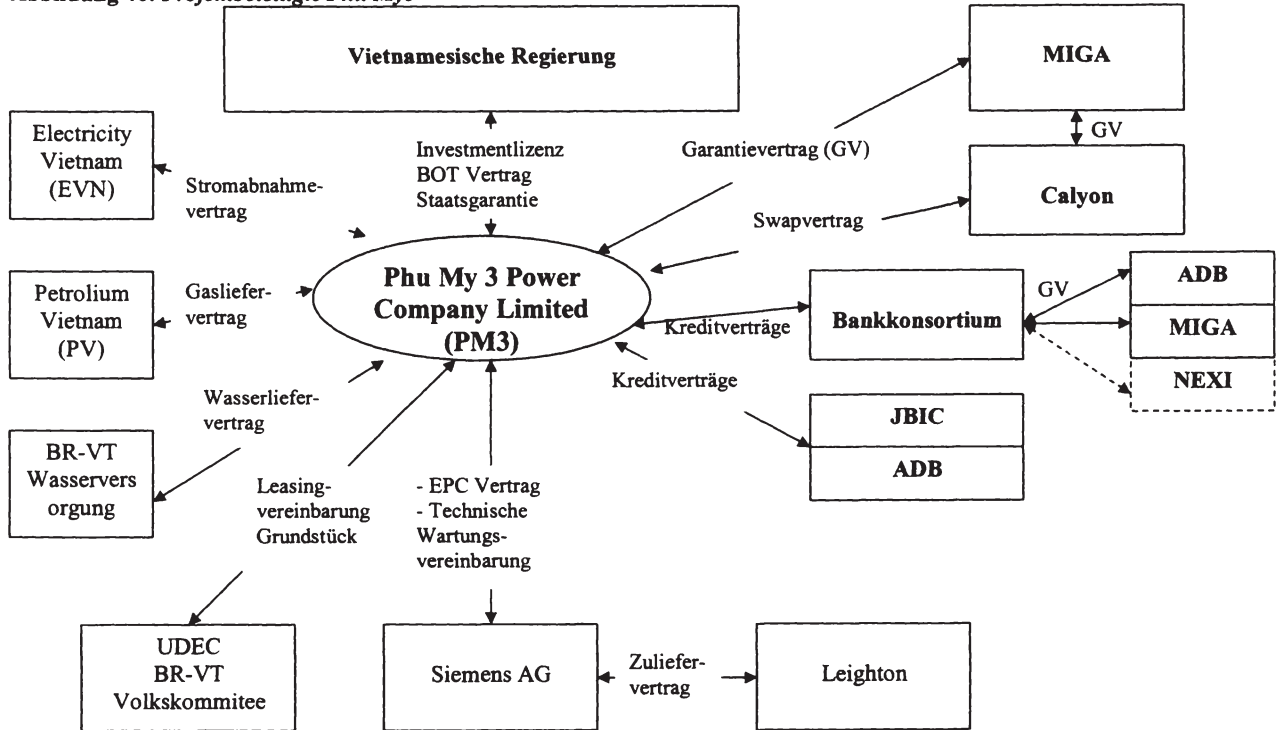 Vietnamesische Regierung
MIGA
GV
Electricity
Vietnam
(EVN)
Stromabnahme-
vertrag
Investmentlizenz
BOT Vertrag
Staatsgarantie
Garantievertrag (GV)
Calyon
Swapvertrag
Petrolium
Vietnam
(PV)
Gasliefer-
vertrag
Phu My 3 Power
Company Limited
(PM3)
Kreditverträge
Bankkonsortium
GV
ADB
MIGA
NEXI
Kreditverträge
JBIC
ADB
Wasserliefer-
vertrag
BR-VT
Wasservers
orgung
Leasing-
vereinbarung
Grundstück
- EPC Vertrag
- Technische
Wartungs-
vereinbarung
UDEC
BR-VT
Volkskommitee
Siemens AG
Zuliefer-
vertrag
Leighton